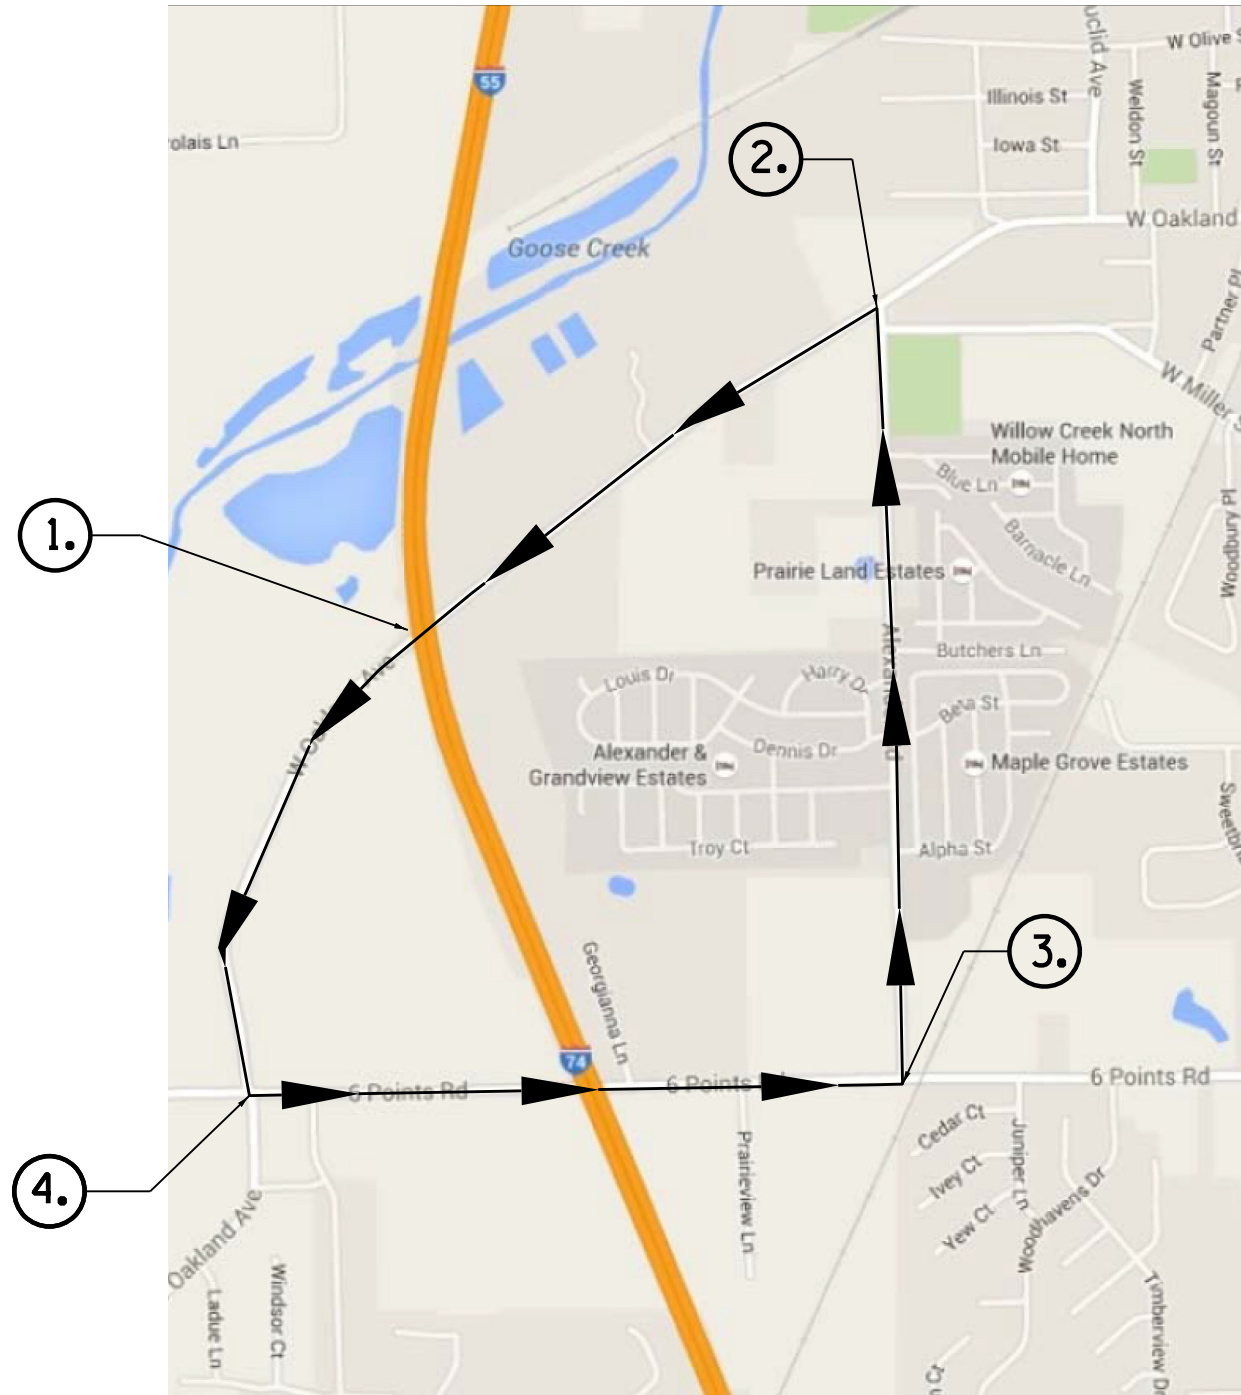 55
W Olive S
uclid Ave
Illinois St
Weldon St
Magoun St
Iowa St
rolais Ln
2.
W Oakland
Goose Creek
Partner Pl
W Miller S
Willow Creek North
Mobile Home
Blue Ln
Barnacle Ln
Woodbury Pl
1.
Prairie Land Estates
Butchers Ln
Louis Dr
Harry Dr
Beta St
Alexander &
Grandview Estates
Dennis Dr
Maple Grove Estates
Troy Ct
Alpha St
3.
Georgianna Ln
74
6 Points Rd
6 Points
6 Points Rd
Cedar Ct
Juniper Ln
Ivey Ct
Yew Ct
Woodhavens Dr
Prairieview Ln
4.
Oakland Ave
Windsor Ct
Ladue Ln
Timberview D